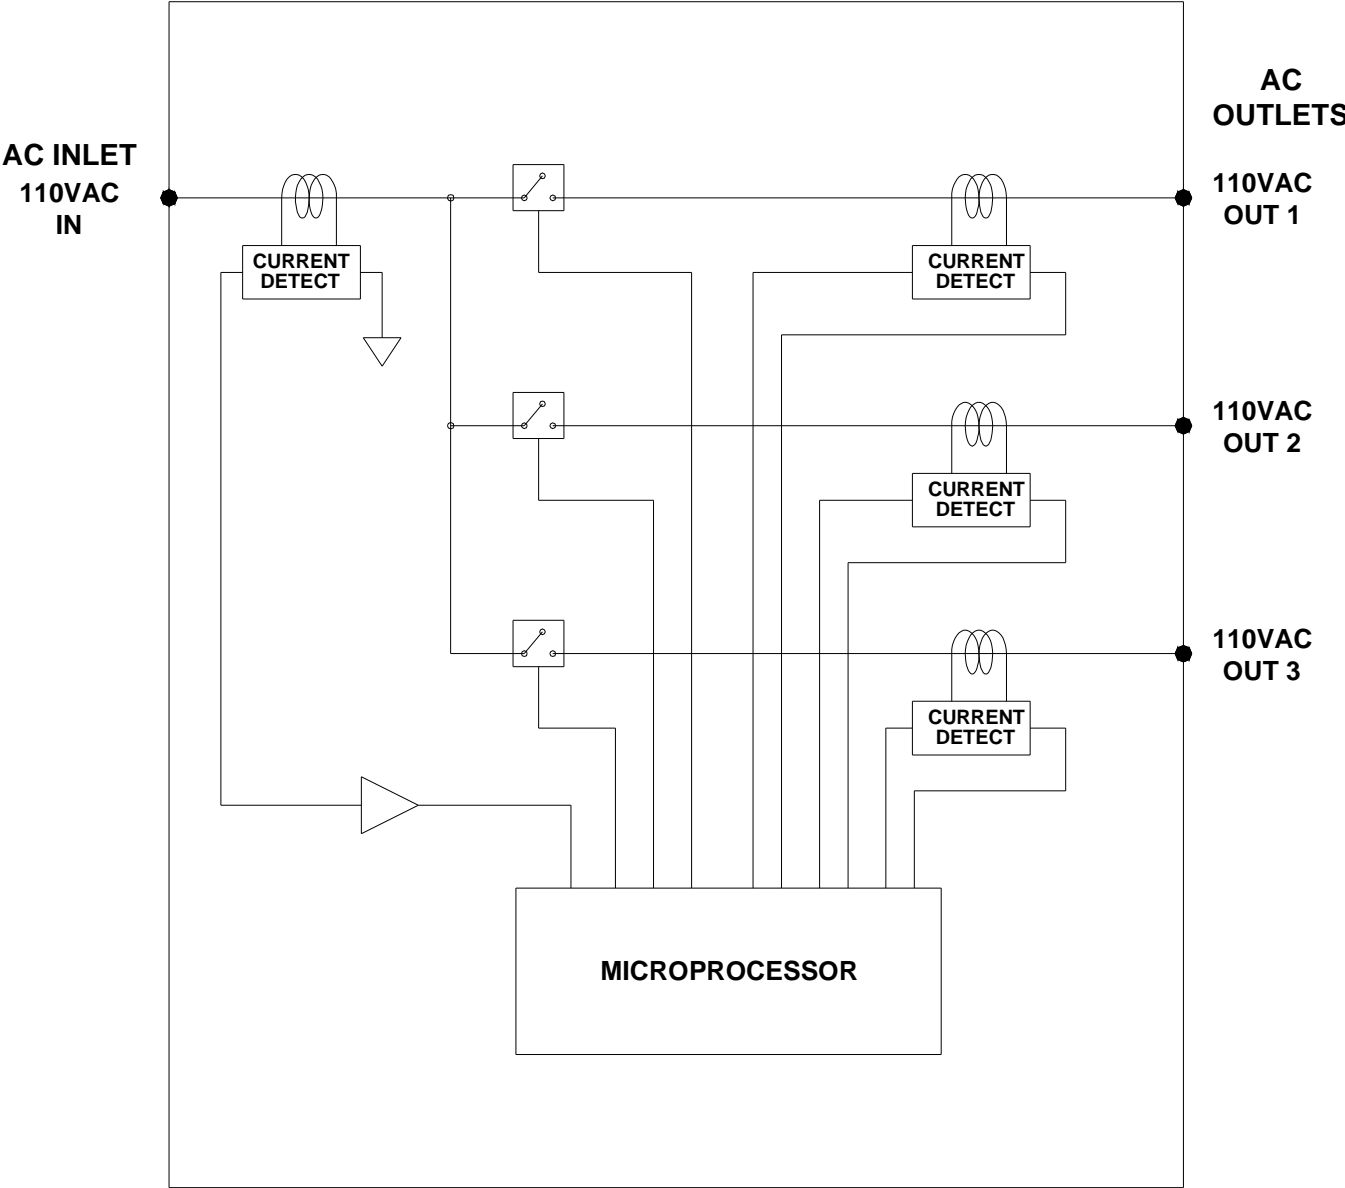 AC
OUTLETS
AC INLET
110VAC
IN
110VAC
OUT 1
CURRENT
DETECT
CURRENT
DETECT
110VAC
OUT 2
CURRENT
DETECT
110VAC
OUT 3
CURRENT
DETECT
MICROPROCESSOR